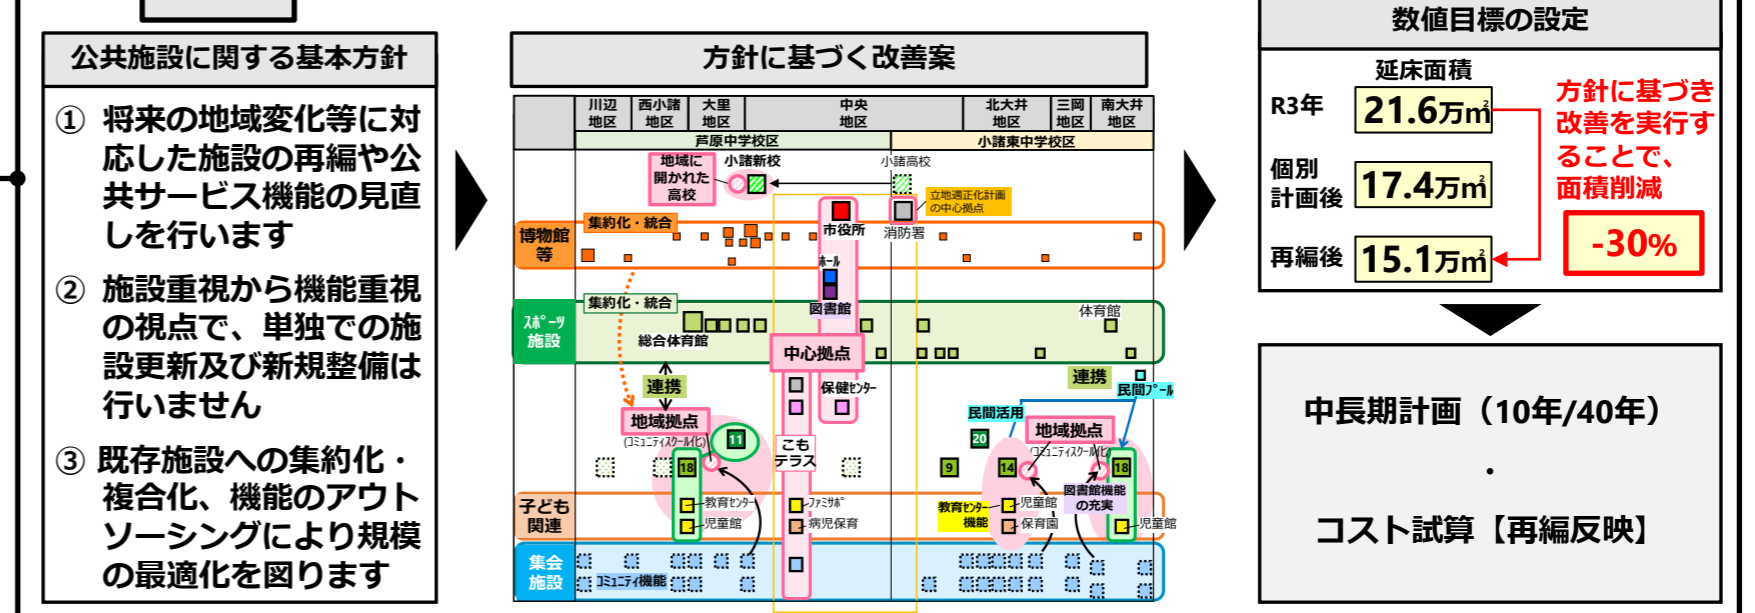 公共施設に関する基本方針
① 将来の地域変化等に対
応した施設の再編や公
共サービス機能の見直
しを行います
② 施設重視から機能重視
の視点で、単独での施
設更新及び新規整備は
行いません
③ 既存施設への集約化・
複合化、機能のアウト
ソーシングにより規模
の最適化を図ります
方針に基づく改善案
川辺
地区
西小諸
地区
大里
地区
中央
地区
北大井
地区
三岡
地区
南大井
地区
芦原中学校区
小諸東中学校区
地域に
開かれた
高校
小諸新校
小諸高校
立地適正化計画
の中心拠点
博物館
等
集約化・統合
市役所
消防署
ホール
図書館
スポーツ
施設
集約化・統合
総合体育館
体育館
中心拠点
連携
保健センター
連携
民間プール
民間活用
地域拠点
(コミュニティスクール化)
11
18
こも
テラス
20
地域拠点
(コミュニティスクール化)
9
14
18
図書館機能
の充実
子ども
関連
教育センター
児童館
ファミサポ
病児保育
教育センター
機能
児童館
保育園
児童館
集会
施設
コミュニティ機能
数値目標の設定
延床面積
R3年
21.6万㎡
個別
計画後
17.4万㎡
再編後
15.1万㎡
方針に基づき
改善を実行す
ることで、
面積削減
-30%
中長期計画（10年/40年）
・
コスト試算【再編反映】